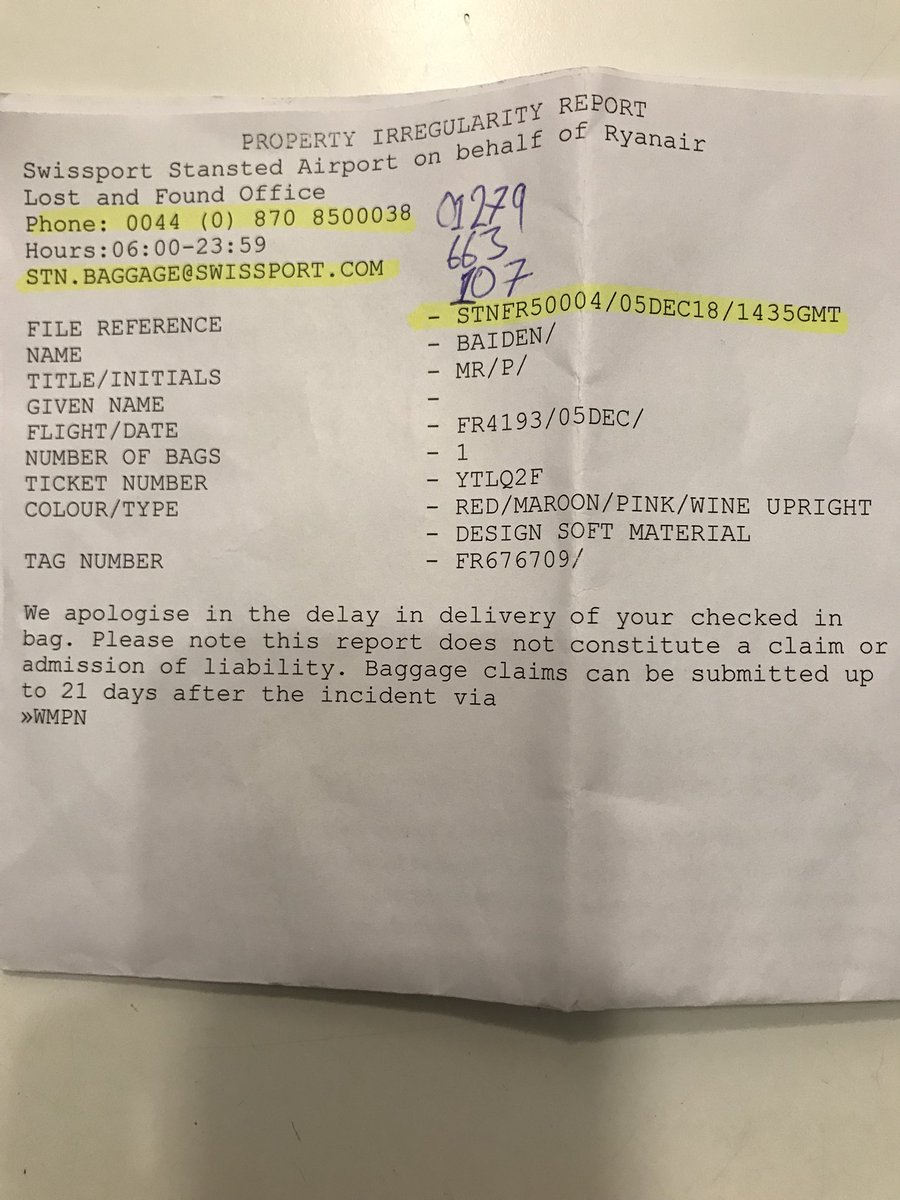 PROPERTY IRREGULARITY REPORT
Swissport Stansted Airport on behalf of Ryanair
Lost and Found Office
Phone: 0044 (0) 870 8500038
01279
Hours:06:00-23:59
663
STN.BAGGAGE@SWISSPORT.COM
107
FILE REFERENCE - STNFR50004/05DEC18/1435GMT
NAME - BAIDEN/
TITLE/INITIALS - MR/P/
GIVEN NAME -
FLIGHT/DATE - FR4193/05DEC/
NUMBER OF BAGS - 1
TICKET NUMBER - YTLQ2F
COLOUR/TYPE - RED/MAROON/PINK/WINE UPRIGHT
- DESIGN SOFT MATERIAL
TAG NUMBER - FR676709/
We apologise in the delay in delivery of your checked in
bag. Please note this report does not constitute a claim or
admission of liability. Baggage claims can be submitted up
to 21 days after the incident via
»WMPN